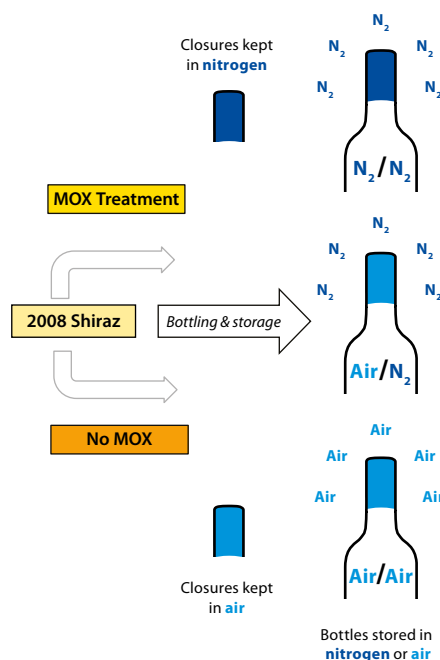 N2
N2
N2
N2
N2
Closures kept
in nitrogen
N2/N2
MOX Treatment
N2
N2
N2
N2
N2
2008 Shiraz
Bottling & storage
Air/N2
No MOX
Air
Air
Air
Air
Air
Air/Air
Closures kept
in air
Bottles stored in
nitrogen or air